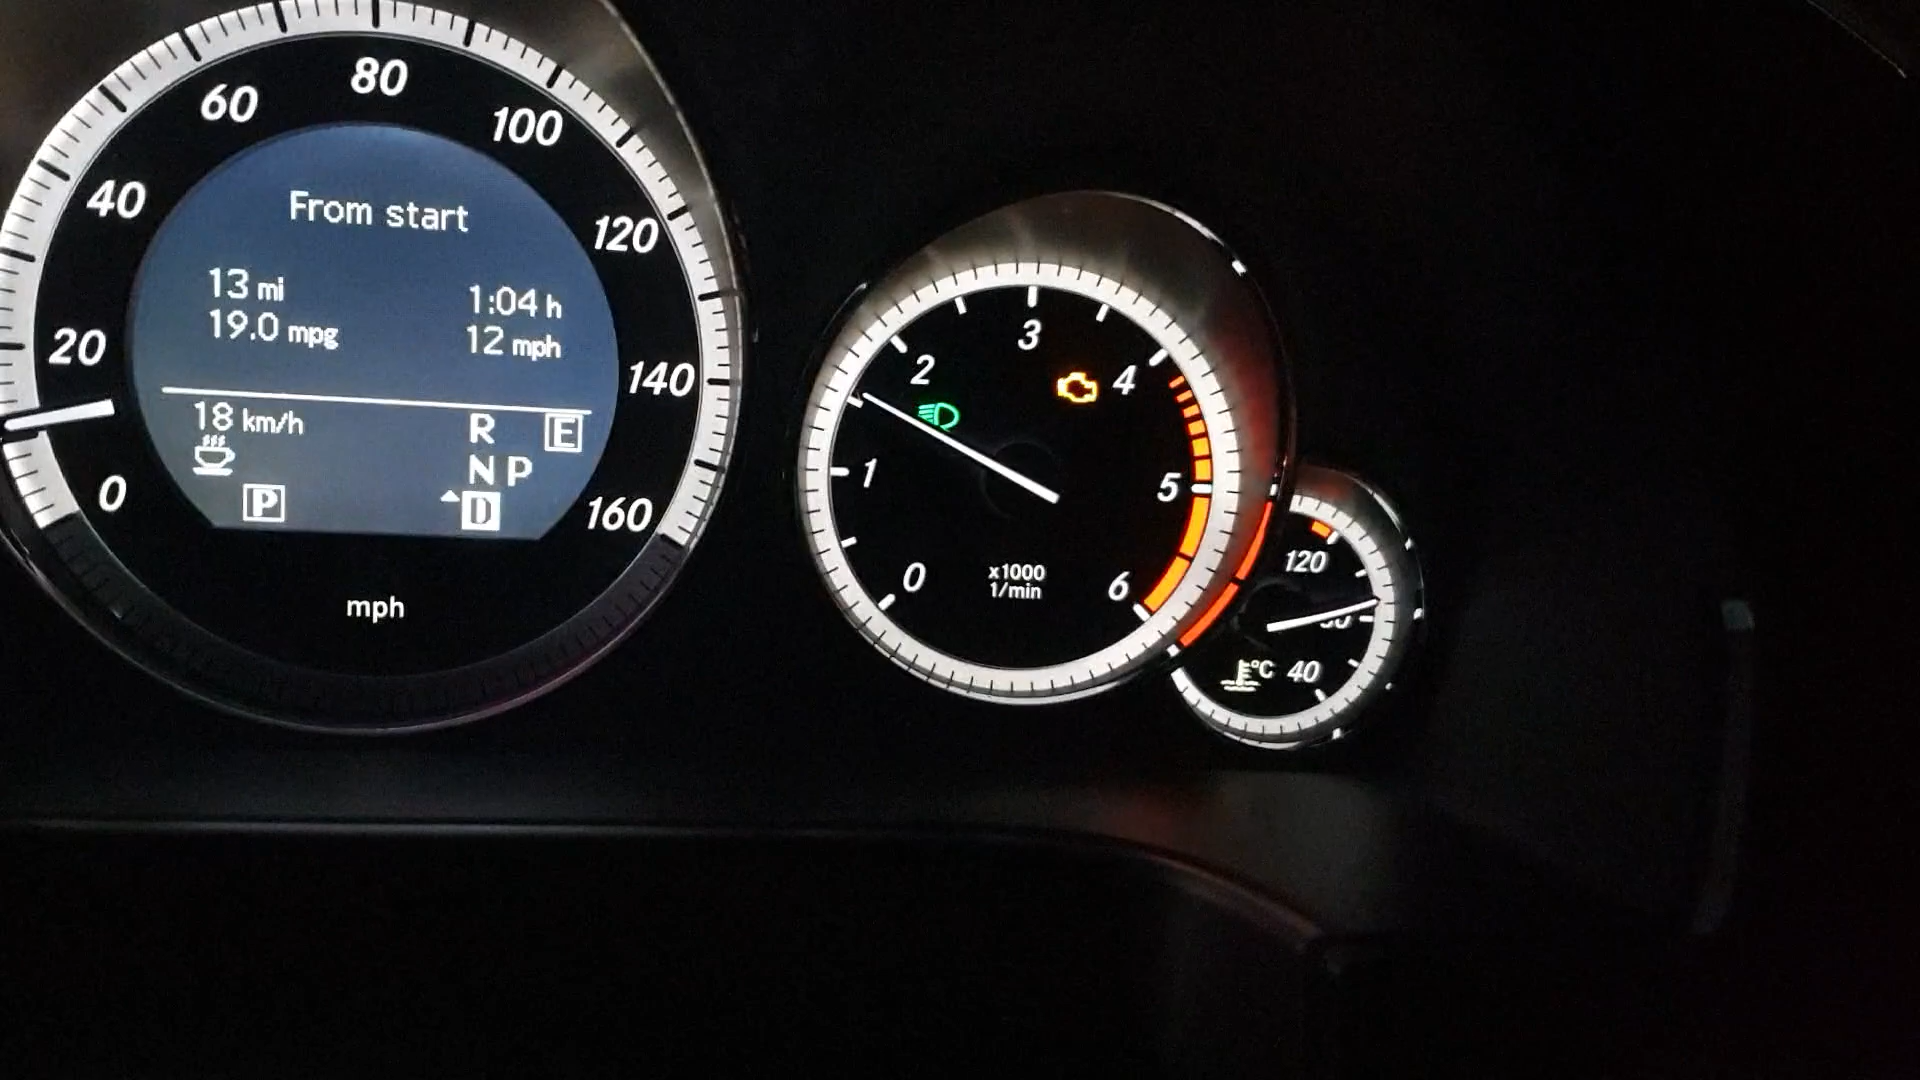 0
20
40
60
80
100
120
140
160
mph
From start
13 mi 1:04 h
19.0 mpg 12 mph
18 km/h R E
N P
P D
0
1
2
3
4
5
6
x1000
1/min
120
°C 40